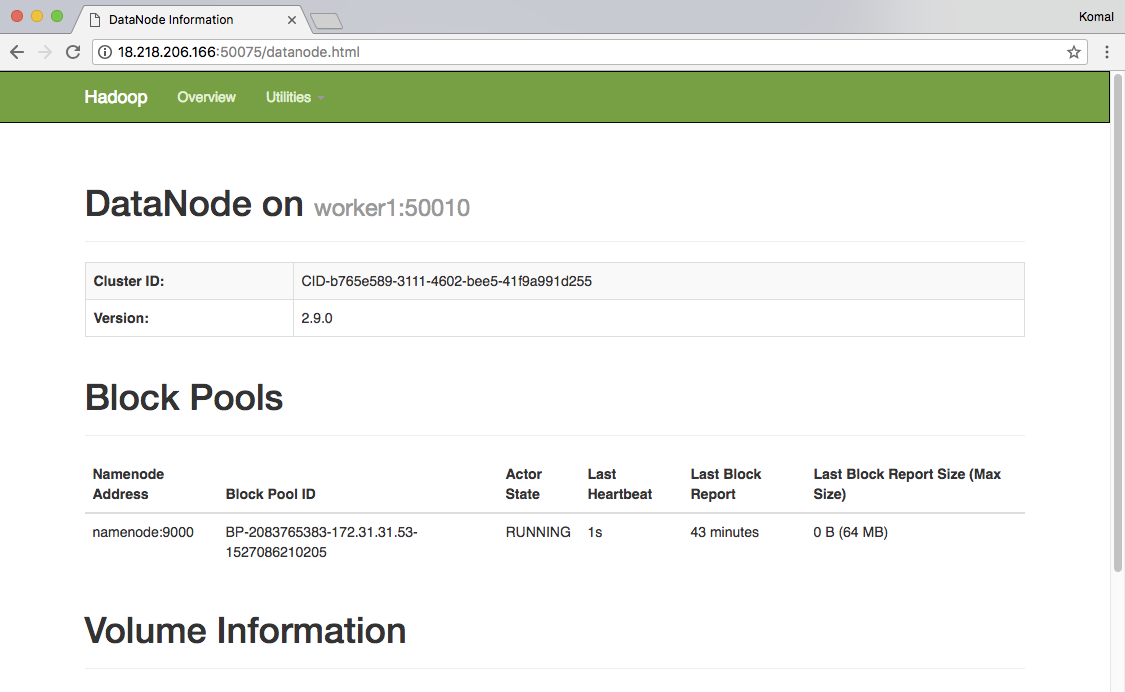 DataNode Information
Komal
18.218.206.166:50075/datanode.html
Hadoop Overview Utilities
DataNode on worker1:50010
Cluster ID: CID-b765e589-3111-4602-bee5-41f9a991d255
Version: 2.9.0
Block Pools
Namenode Address Block Pool ID Actor State Last Heartbeat Last Block Report Last Block Report Size (Max Size)
namenode:9000 BP-2083765383-172.31.31.53-1527086210205 RUNNING 1s 43 minutes 0 B (64 MB)
Volume Information